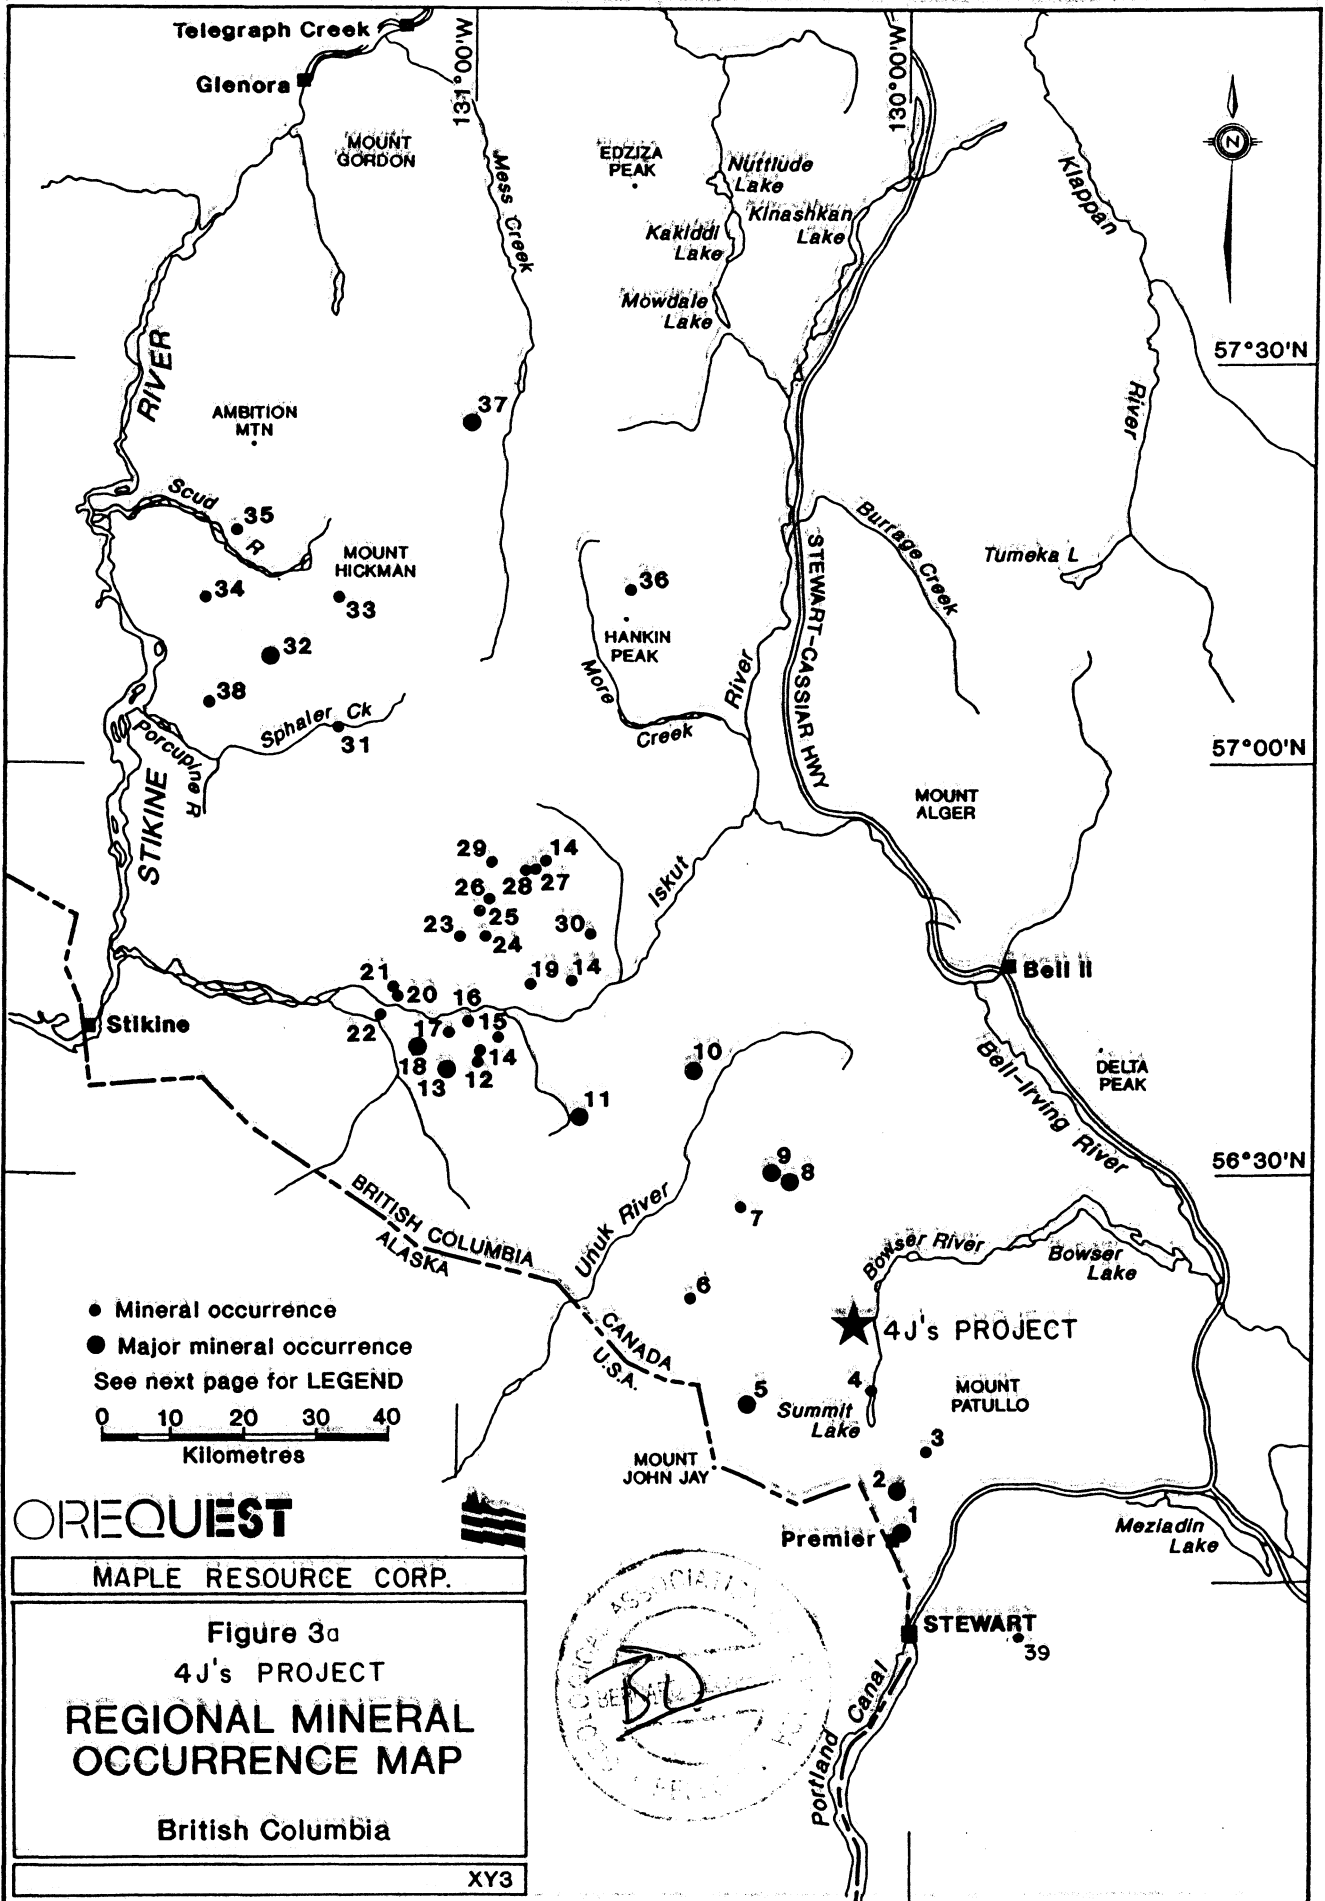 Telegraph Creek
Glenora
131°00'W
130°00'W
MOUNT
GORDON
EDZIZA
PEAK
Mess Creek
Nuttlude
Lake
Kinashkan
Lake
Kakiddi
Lake
Mowdale
Lake
Klappan
River
N
57°30'N
RIVER
AMBITION
MTN
37
Scud
R
35
MOUNT
HICKMAN
34
33
32
38
Sphaler Ck
31
Porcupine R
STIKINE
36
HANKIN
PEAK
More
Creek
River
STEWART-CASSIAR HWY
Burrage Creek
Tumeka L
57°00'N
MOUNT
ALGER
Iskut
29
14
28
27
26
25
23
24
30
19
14
21
20
22
16
17
15
18
14
13
12
Stikine
Bell II
10
11
DELTA
PEAK
Bell-Irving River
56°30'N
9
8
7
Unuk River
BRITISH COLUMBIA
ALASKA
Bowser River
Bowser
Lake
6
CANADA
U.S.A.
4J's PROJECT
Mineral occurrence
Major mineral occurrence
See next page for LEGEND
0 10 20 30 40
Kilometres
5
4
Summit
Lake
MOUNT
PATULLO
3
MOUNT
JOHN JAY
2
1
Premier
Meziadin
Lake
STEWART
39
Portland Canal
OREQUEST
MAPLE RESOURCE CORP.
Figure 3a
4J's PROJECT
REGIONAL MINERAL
OCCURRENCE MAP
British Columbia
XY3
ASSOCIATION